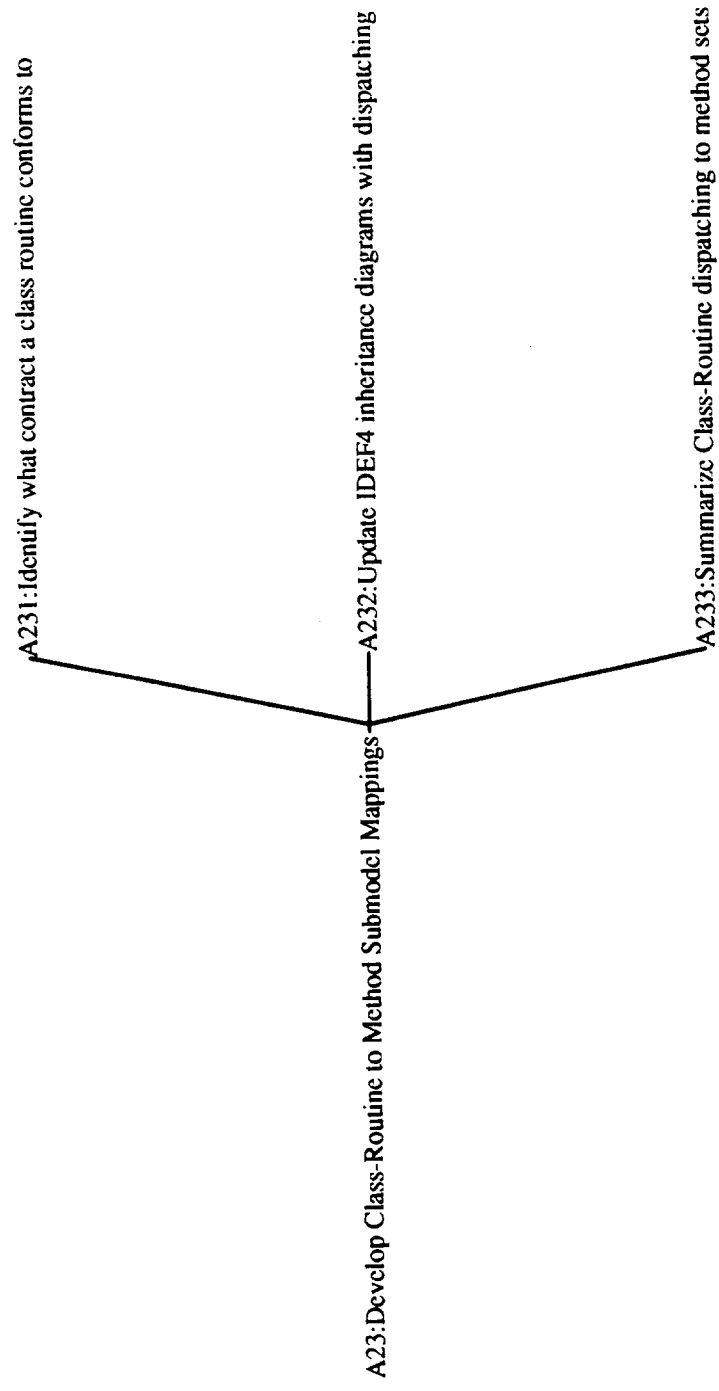 A23:Develop Class-Routine to Method Submodel Mappings
A231:Identify what contract a class routine conforms to
A232:Update IDEF4 inheritance diagrams with dispatching
A233:Summarize Class-Routine dispatching to method sets